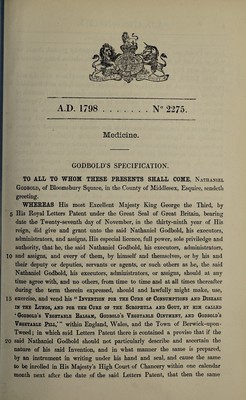 A.D. 1798 . . . . . . . N° 2275.
Medicine.
GODBOLD'S SPECIFICATION.
TO ALL TO WHOM THESE PRESENTS SHALL COME, NATHANIEL
GODBOLD, of Bloomsbury Square, in the County of Middlesex, Esquire, sendeth
greeting.
WHEREAS His most Excellent Majesty King George the Third, by
5 His Royal Letters Patent under the Great Seal of Great Britain, bearing
date the Twenty-seventh day of November, in the thirty-ninth year of His
reign, did give and grant unto the said Nathaniel Godbold, his executors,
administrators, and assigns, His especial licence, full power, sole priviledge and
authority, that he, the said Nathaniel Godbold, his executors, administrators,
10 and assigns, and every of them, by himself and themselves, or by his and
their deputy or deputies, servants or agents, or such others as he, the said
Nathaniel Godbold, his executors, administrators, or assigns, should at any
time agree with, and no others, from time to time and at all times thereafter
during the term therein expressed, should and lawfully might make, use,
15 exercise, and vend his "INVENTION FOR THE CURE OF CONSUMPTIONS AND DISEASE
IN THE LUNGS, AND FOR THE CURE OF THE SCROFULA AND GOUT, BY HIM CALLED
'GODBOLD'S VEGETABLE BALSAM, GODBOLD'S VEGETABLE OINTMENT, AND GODBOLD'S
VEGETABLE PILL,'" within England, Wales, and the Town of Berwick-upon-
Tweed; in which said Letters Patent there is contained a proviso that if the
20 said Nathaniel Godbold should not particularly describe and ascertain the
nature of his said Invention, and in what manner the same is prepared,
by an instrument in writing under his hand and seal, and cause the same
to be inrolled in His Majesty's High Court of Chancery within one calendar
month next after the date of the said Letters Patent, that then the same